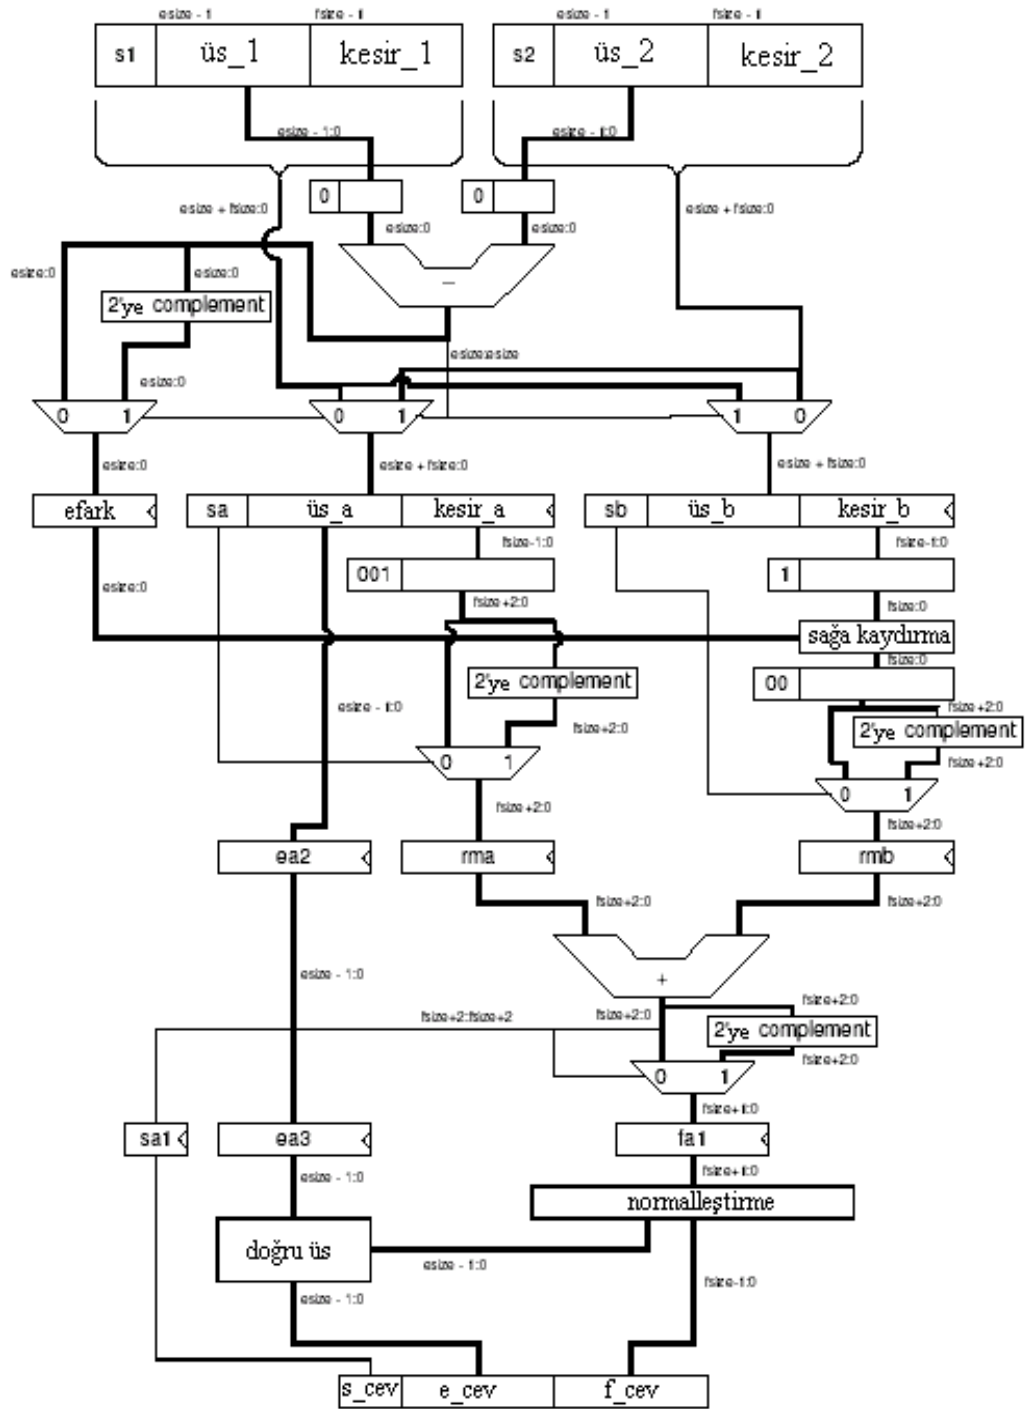 esize - 1 fsize - 1 esize - 1 fsize - 1
s1 üs_1 kesir_1 s2 üs_2 kesir_2
esize - 1:0 esize - 1:0
0 0
esize + fsize:0 esize + fsize:0
esize:0 esize:0
esize:0 esize:0
−
2'ye complement
esize:esize
esize:0
0 1 0 1 1 0
esize:0 esize + fsize:0 esize + fsize:0
efark sa üs_a kesir_a sb üs_b kesir_b
fsize-1:0 fsize-1:0
001 1
esize:0 fsize+2:0 fsize:0
sağa kaydırma
fsize:0
2'ye complement 00
esize - 1:0 fsize+2:0
fsize+2:0 2'ye complement
0 1 fsize+2:0
0 1
fsize+2:0 fsize+2:0
ea2 rma rmb
fsize+2:0 fsize+2:0
esize - 1:0
+
fsize+2:fsize+2 fsize+2:0 fsize+2:0
2'ye complement
fsize+2:0
0 1
fsize+1:0
sa1 ea3 fa1
esize - 1:0 fsize+1:0
normalleştirme
doğru üs
esize - 1:0
fsize-1:0
esize - 1:0
s_cev e_cev f_cev